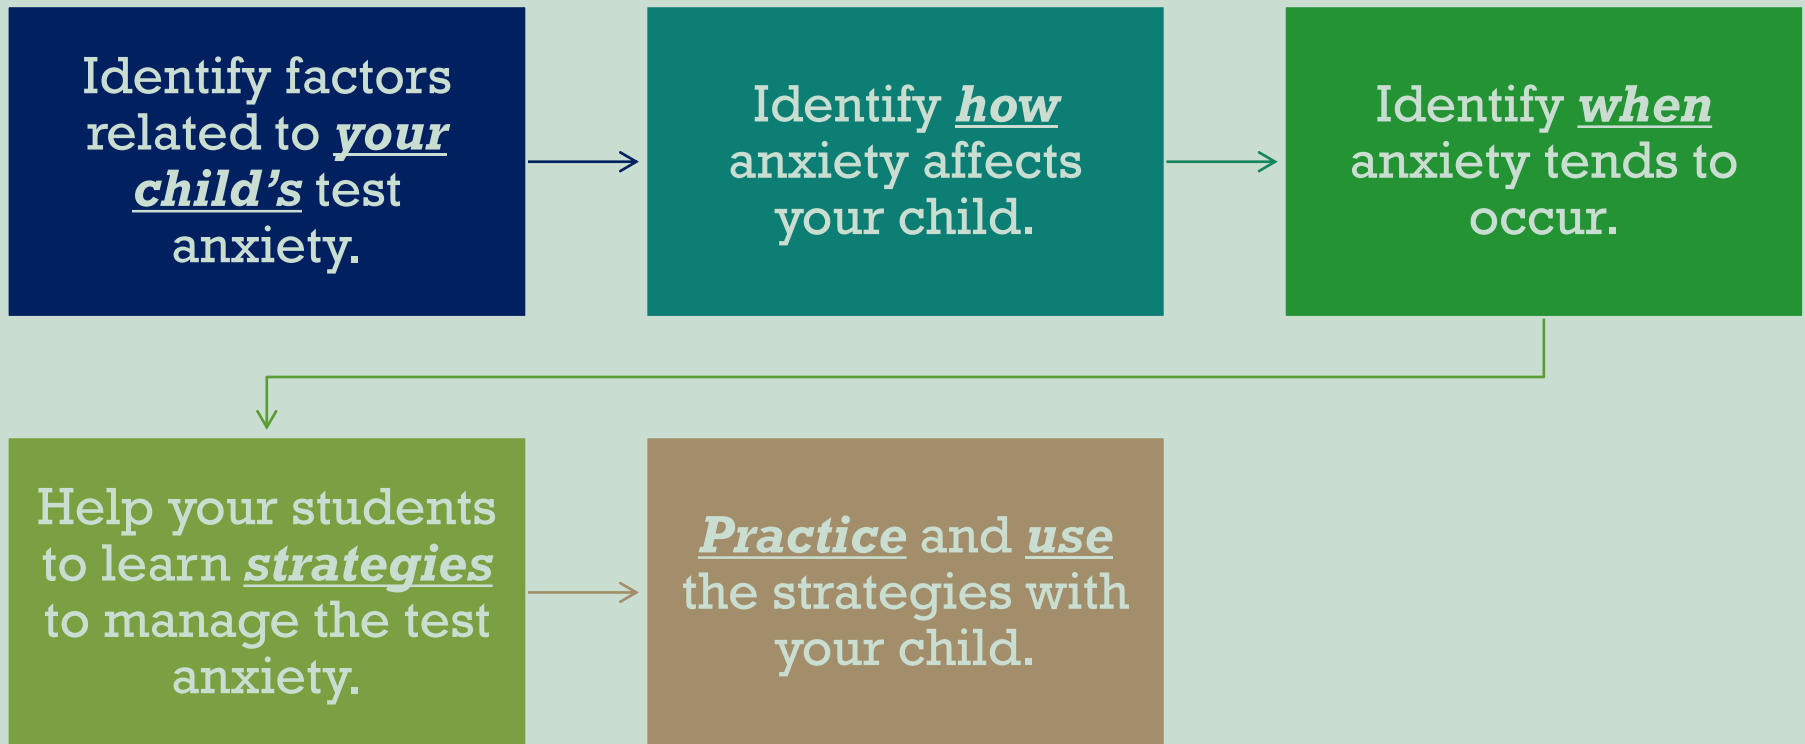 Identify factors
related to your
child’s test
anxiety.
Identify how
anxiety affects
your child.
Identify when
anxiety tends to
occur.
Help your students
to learn strategies
to manage the test
anxiety.
Practice and use
the strategies with
your child.